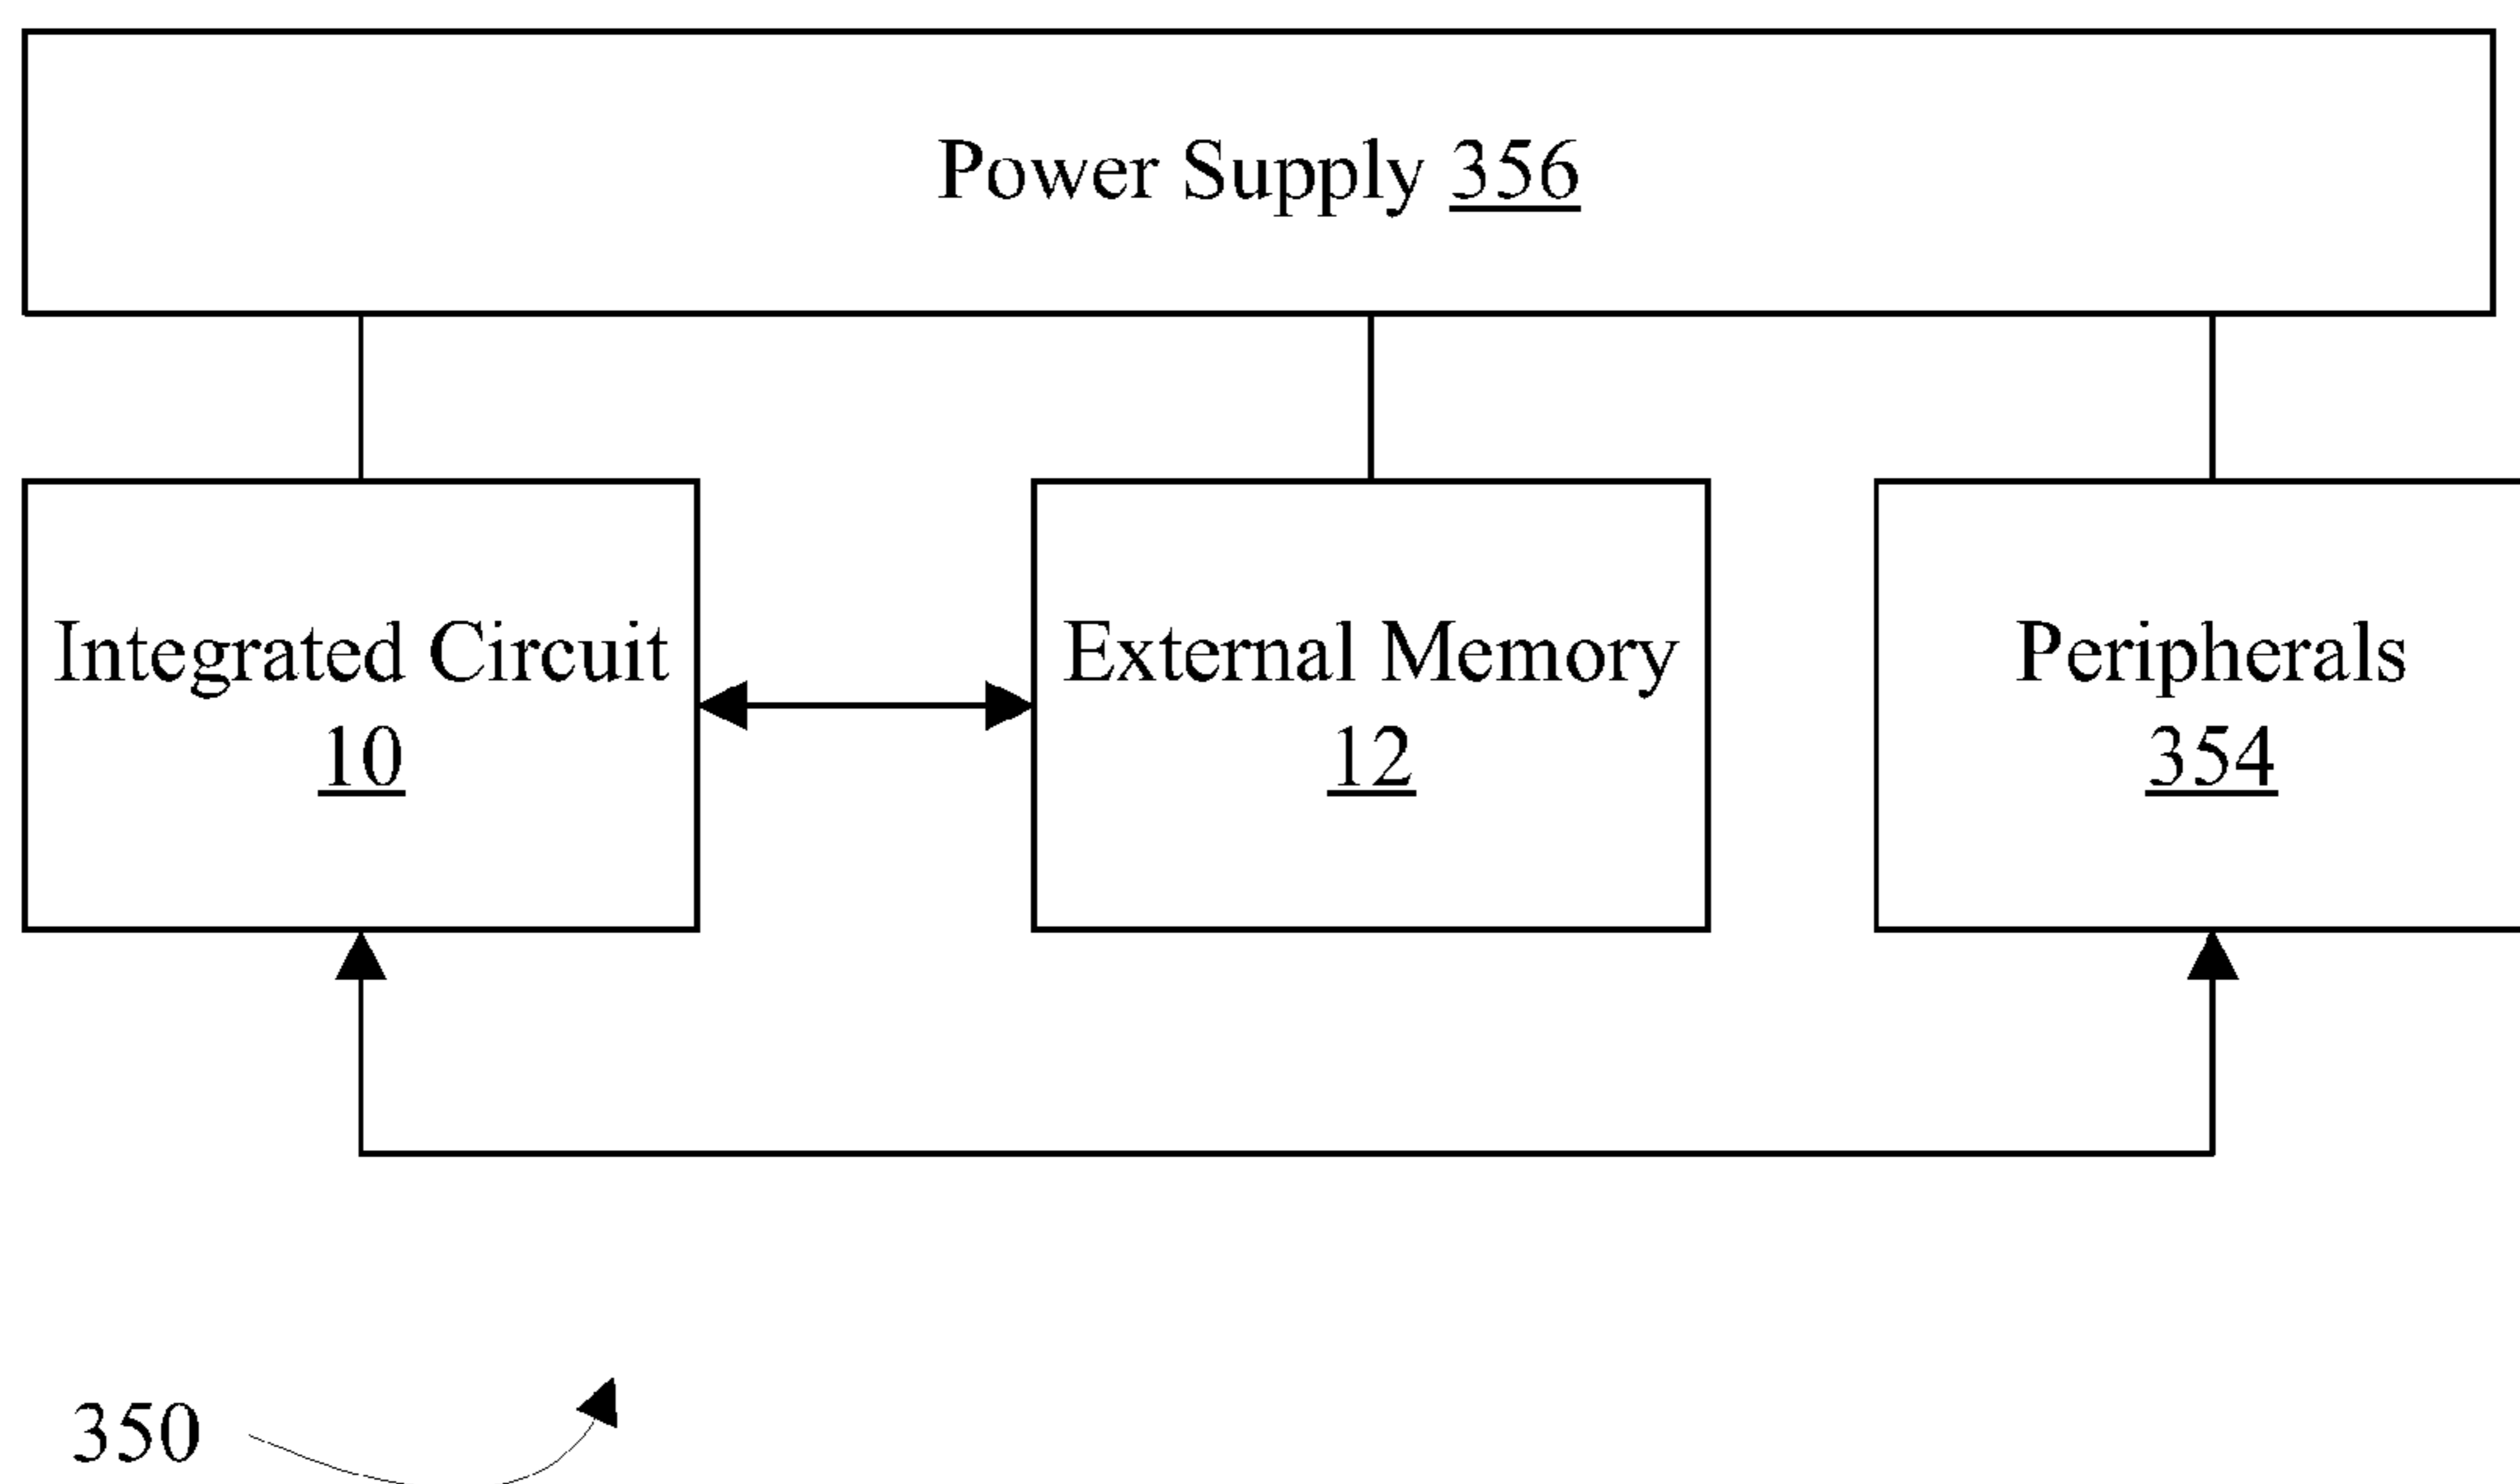 Power Supply 356
Integrated Circuit
10
External Memory
12
Peripherals
354
350